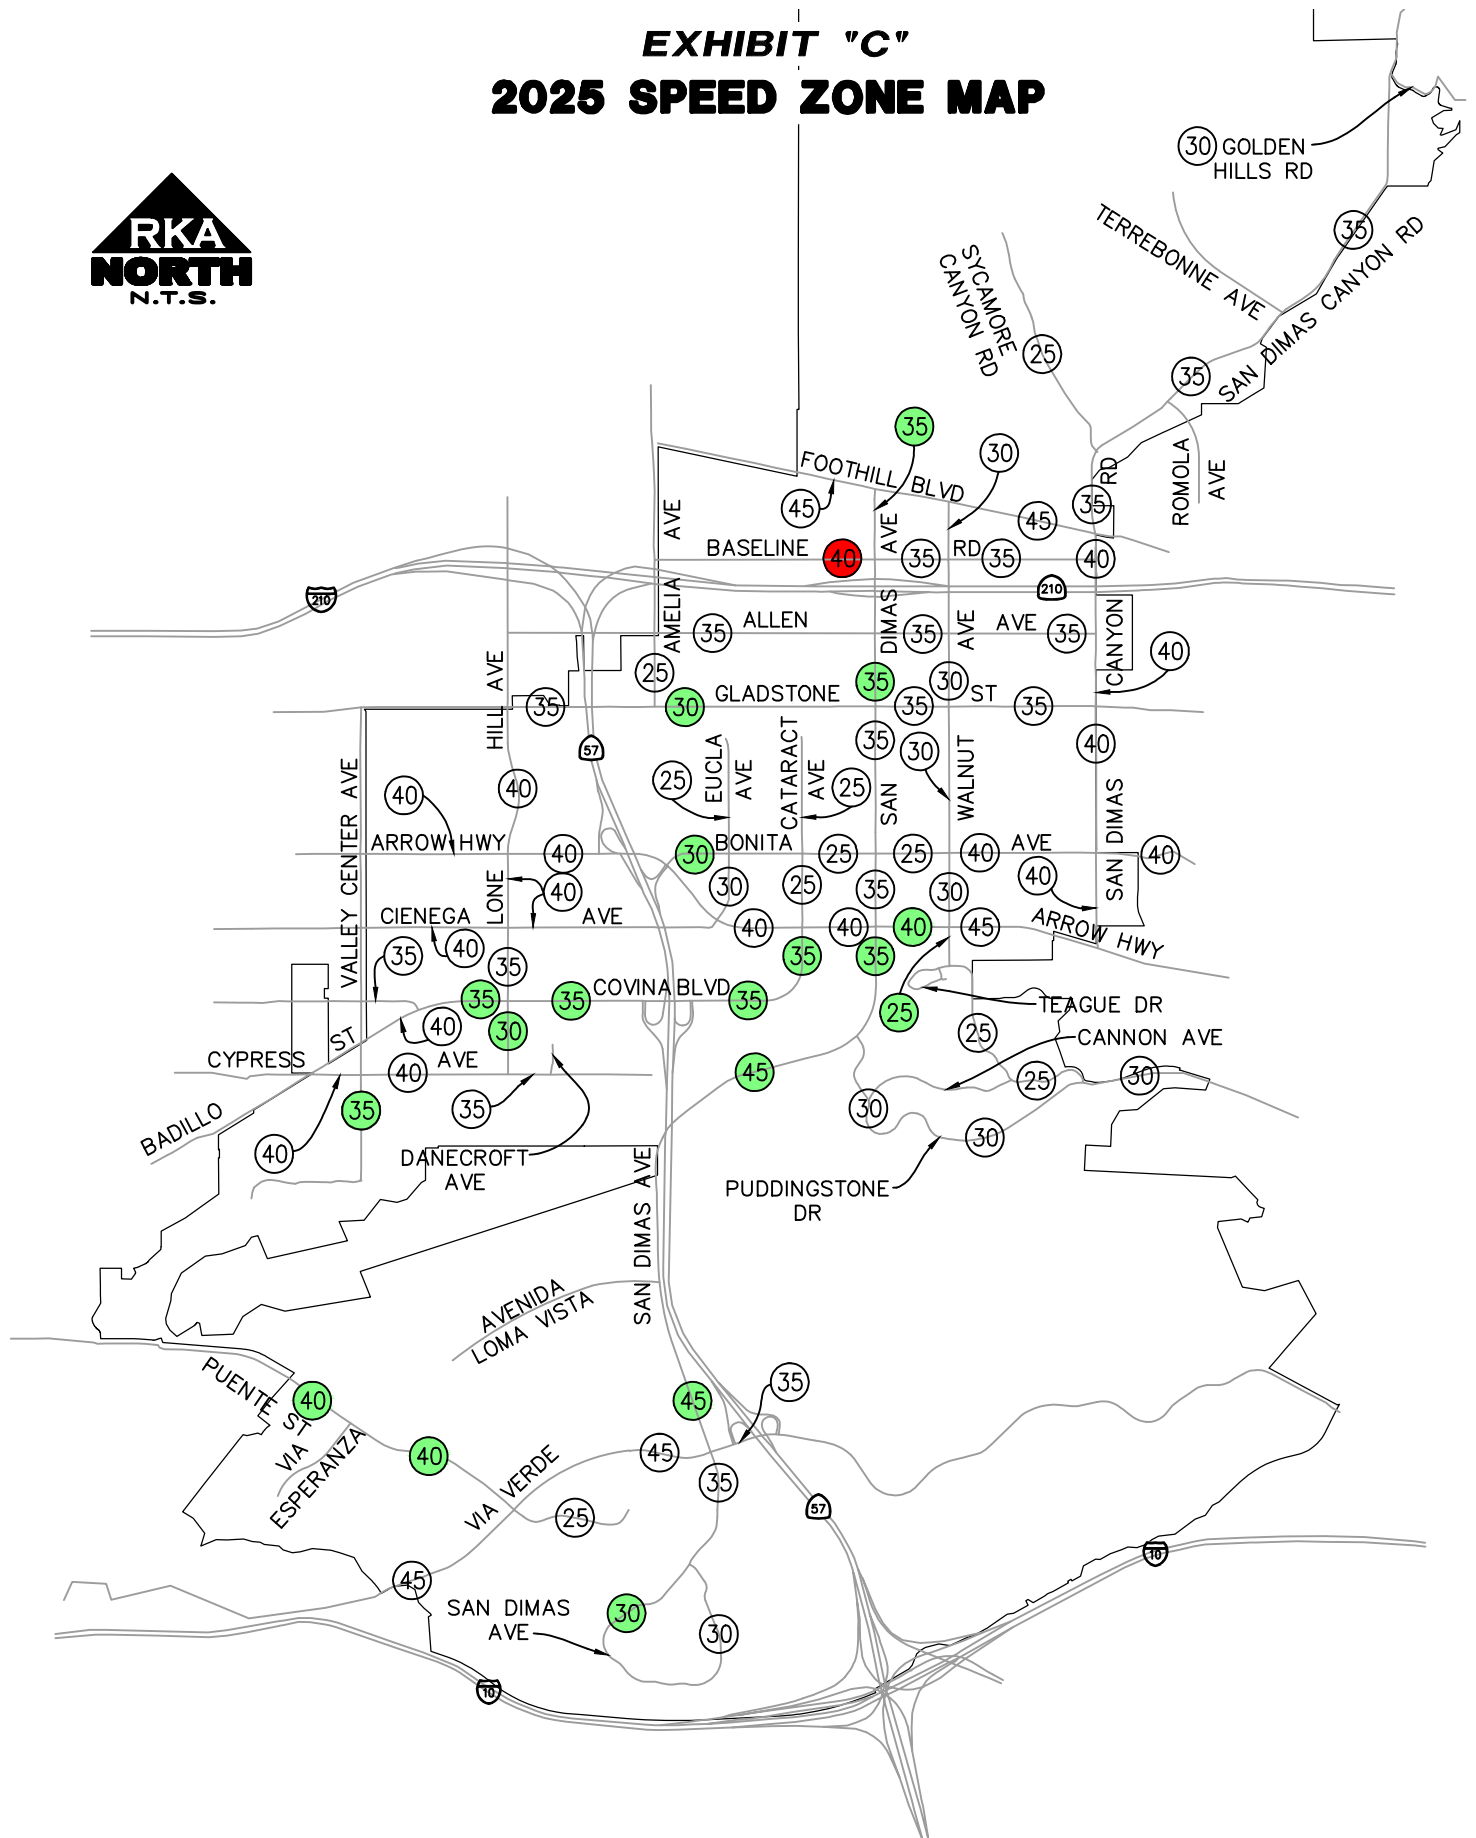 EXHIBIT "C"
2025 SPEED ZONE MAP
RKA
NORTH
N.T.S.
30 GOLDEN
HILLS RD
TERREBONNE AVE
35
SAN DIMAS CANYON RD
SYCAMORE
CANYON RD
25
35
35
30
FOOTHILL BLVD
RD
ROMOLA
AVE
45
45
35
AVE
AVE
BASELINE
40
35
RD
35
40
210
210
AMELIA
35
ALLEN
DIMAS
35
AVE
AVE
35
CANYON
40
HILL AVE
25
35
30
35
30
GLADSTONE
35
ST
35
57
VALLEY CENTER AVE
EUCLA
AVE
CATARACT
AVE
35
30
WALNUT
40
25
25
40
40
SAN
SAN DIMAS
ARROW HWY
40
30
BONITA
25
25
40
AVE
40
LONE
40
30
25
35
30
40
CIENEGA
AVE
40
40
40
45
ARROW HWY
35
40
35
35
35
35
35
COVINA BLVD
35
25
TEAGUE DR
ST
40
30
25
CANNON AVE
CYPRESS
AVE
40
45
25
30
35
35
30
BADILLO
40
30
DANECROFT
AVE
SAN DIMAS AVE
PUDDINGSTONE
DR
AVENIDA
LOMA VISTA
PUENTE ST
40
45
35
VIA
ESPERANZA
40
VIA VERDE
45
35
25
57
45
10
SAN DIMAS
AVE
30
30
10